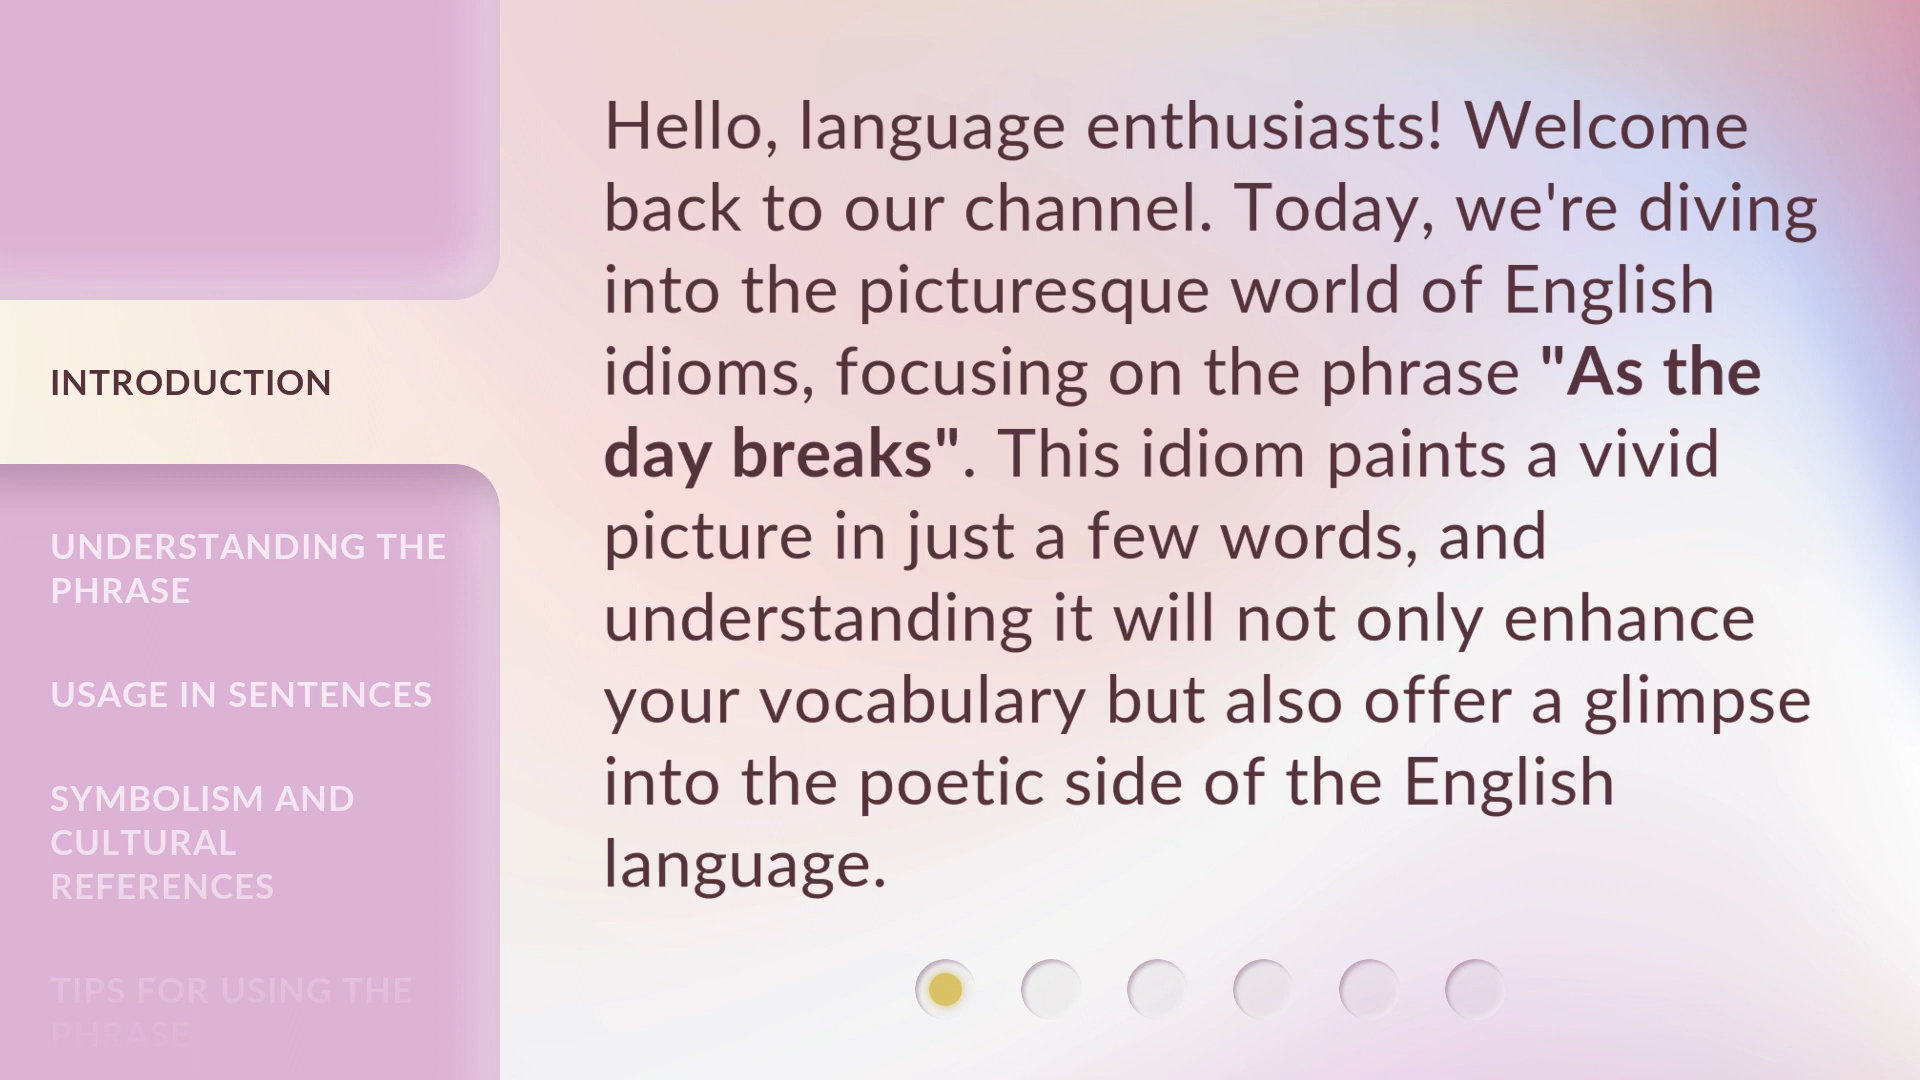 INTRODUCTION
UNDERSTANDING THE
PHRASE
USAGE IN SENTENCES
SYMBOLISM AND
CULTURAL
REFERENCES
TIPS FOR USING THE
PHRASE
Hello, language enthusiasts! Welcome
back to our channel. Today, we're diving
into the picturesque world of English
idioms, focusing on the phrase "As the
day breaks". This idiom paints a vivid
picture in just a few words, and
understanding it will not only enhance
your vocabulary but also offer a glimpse
into the poetic side of the English
language.